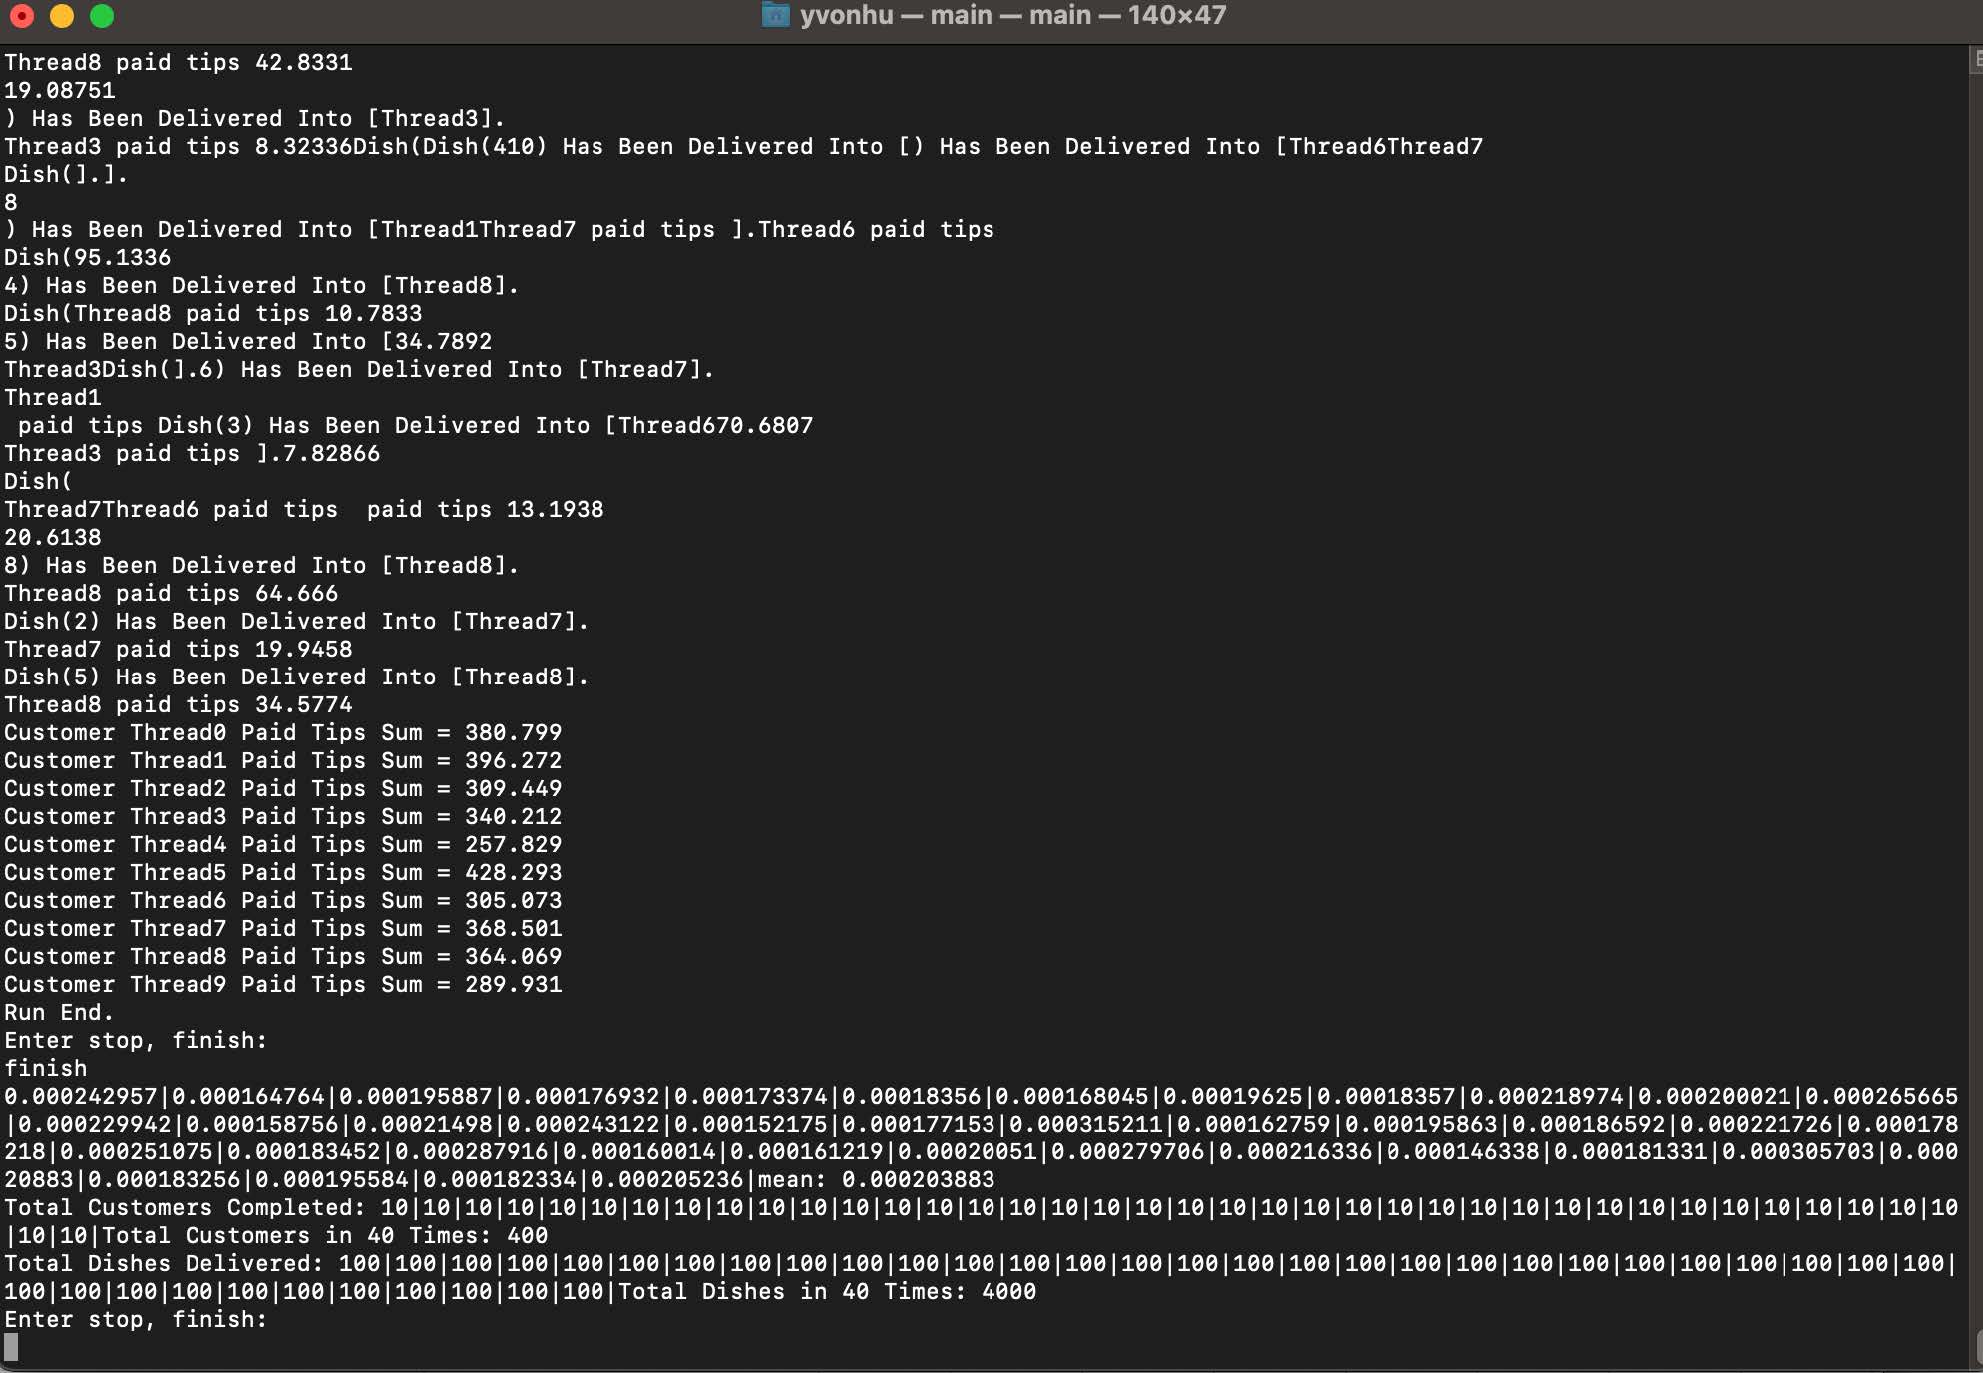 yvonhu — main — main — 140×47
Thread8 paid tips 42.8331
19.08751
) Has Been Delivered Into [Thread3].
Thread3 paid tips 8.32336Dish(Dish(410) Has Been Delivered Into [) Has Been Delivered Into [Thread6Thread7
Dish(].].
8
) Has Been Delivered Into [Thread1Thread7 paid tips ].Thread6 paid tips
Dish(95.1336
4) Has Been Delivered Into [Thread8].
Dish(Thread8 paid tips 10.7833
5) Has Been Delivered Into [34.7892
Thread3Dish(].6) Has Been Delivered Into [Thread7].
Thread1
 paid tips Dish(3) Has Been Delivered Into [Thread670.6807
Thread3 paid tips ].7.82866
Dish(
Thread7Thread6 paid tips  paid tips 13.1938
20.6138
8) Has Been Delivered Into [Thread8].
Thread8 paid tips 64.666
Dish(2) Has Been Delivered Into [Thread7].
Thread7 paid tips 19.9458
Dish(5) Has Been Delivered Into [Thread8].
Thread8 paid tips 34.5774
Customer Thread0 Paid Tips Sum = 380.799
Customer Thread1 Paid Tips Sum = 396.272
Customer Thread2 Paid Tips Sum = 309.449
Customer Thread3 Paid Tips Sum = 340.212
Customer Thread4 Paid Tips Sum = 257.829
Customer Thread5 Paid Tips Sum = 428.293
Customer Thread6 Paid Tips Sum = 305.073
Customer Thread7 Paid Tips Sum = 368.501
Customer Thread8 Paid Tips Sum = 364.069
Customer Thread9 Paid Tips Sum = 289.931
Run End.
Enter stop, finish:
finish
0.000242957|0.000164764|0.000195887|0.000176932|0.000173374|0.00018356|0.000168045|0.00019625|0.00018357|0.000218974|0.000200021|0.000265665
|0.000229942|0.000158756|0.00021498|0.000243122|0.000152175|0.000177153|0.000315211|0.000162759|0.000195863|0.000186592|0.000221726|0.000178
218|0.000251075|0.000183452|0.000287916|0.000160014|0.000161219|0.00020051|0.000279706|0.000216336|0.000146338|0.000181331|0.000305703|0.000
20883|0.000183256|0.000195584|0.000182334|0.000205236|mean: 0.000203883
Total Customers Completed: 10|10|10|10|10|10|10|10|10|10|10|10|10|10|10|10|10|10|10|10|10|10|10|10|10|10|10|10|10|10|10|10|10|10|10|10|10|10
|10|10|Total Customers in 40 Times: 400
Total Dishes Delivered: 100|100|100|100|100|100|100|100|100|100|100|100|100|100|100|100|100|100|100|100|100|100|100|100|100|100|100|100|100|
100|100|100|100|100|100|100|100|100|100|100|Total Dishes in 40 Times: 4000
Enter stop, finish: